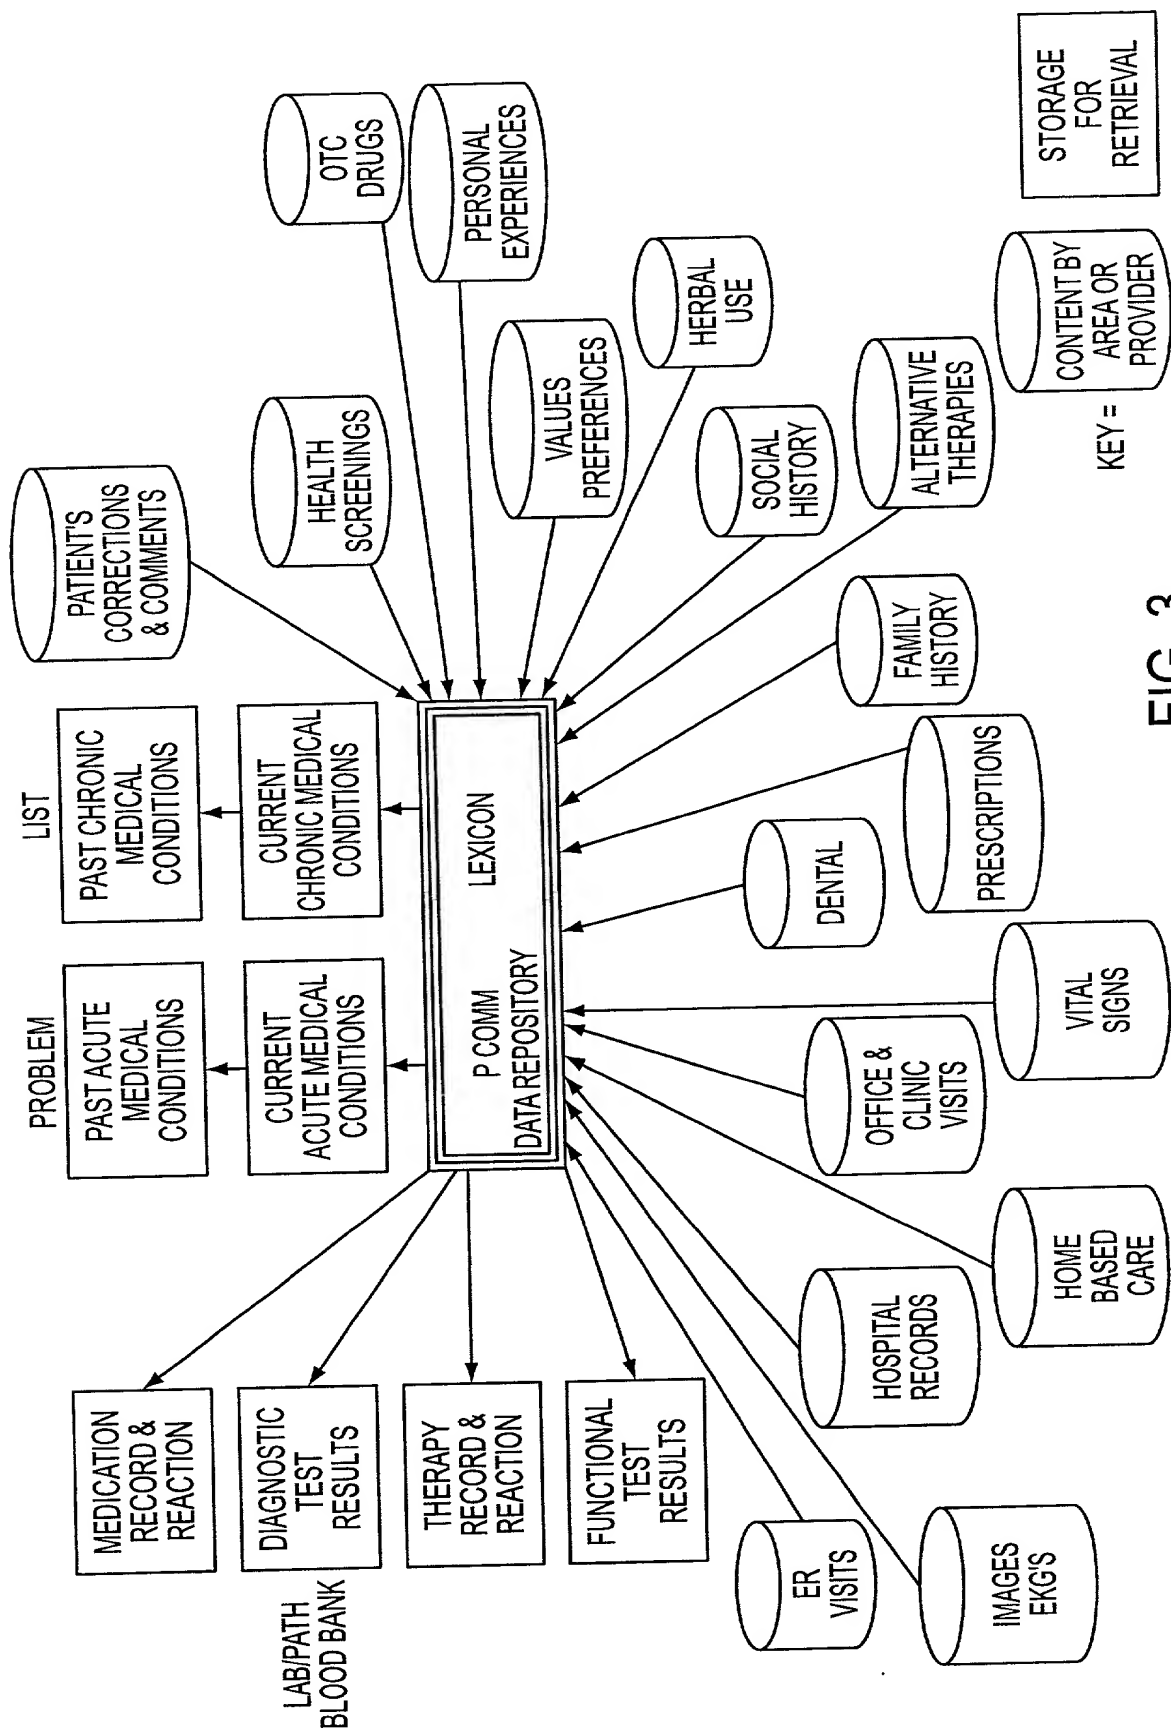 PROBLEM
LIST
PAST ACUTE
MEDICAL
CONDITIONS
PAST CHRONIC
MEDICAL
CONDITIONS
CURRENT
ACUTE MEDICAL
CONDITIONS
CURRENT
CHRONIC MEDICAL
CONDITIONS
MEDICATION
RECORD &
REACTION
LAB/PATH
BLOOD BANK
DIAGNOSTIC
TEST
RESULTS
THERAPY
RECORD &
REACTION
FUNCTIONAL
TEST
RESULTS
P COMM
DATA REPOSITORY
LEXICON
PATIENT'S
CORRECTIONS
& COMMENTS
HEALTH
SCREENINGS
OTC
DRUGS
PERSONAL
EXPERIENCES
VALUES
PREFERENCES
HERBAL
USE
SOCIAL
HISTORY
ALTERNATIVE
THERAPIES
FAMILY
HISTORY
PRESCRIPTIONS
DENTAL
VITAL
SIGNS
OFFICE &
CLINIC
VISITS
HOME
BASED
CARE
HOSPITAL
RECORDS
IMAGES
EKG'S
ER
VISITS
KEY =
CONTENT BY
AREA OR
PROVIDER
STORAGE
FOR
RETRIEVAL
FIG. 3